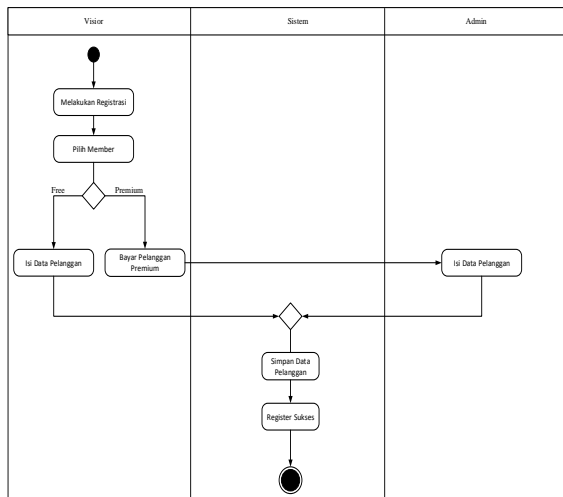 Visior
Sistem
Admin
Melakukan Registrasi
Pilih Member
Free
Premium
Isi Data Pelanggan
Bayar Pelanggan
Premium
Isi Data Pelanggan
Simpan Data
Pelanggan
Register Sukses